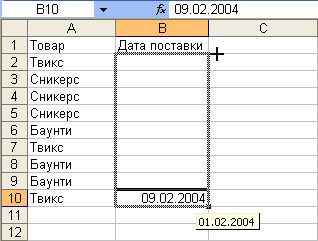 B10 fx 09.02.2004
A B C
1 Товар Дата поставки
2 Твикс
3 Сникерс
4 Сникерс
5 Сникерс
6 Баунти
7 Твикс
8 Баунти
9 Баунти
10 Твикс 09.02.2004
11 01.02.2004
12